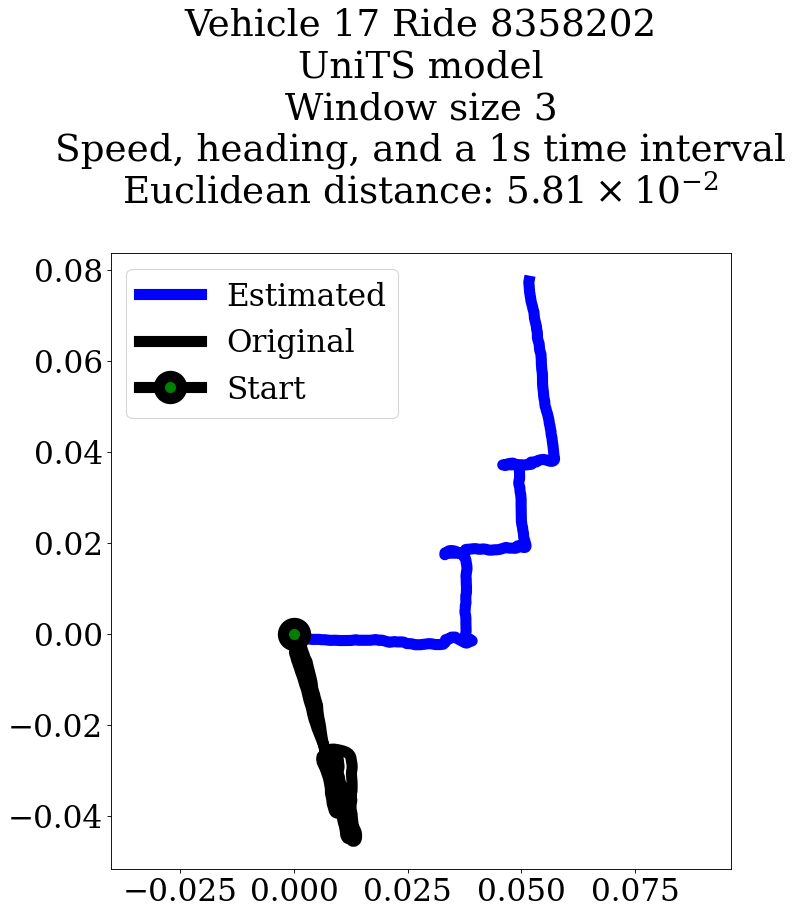 Vehicle 17 Ride 8358202
UniTS model
Window size 3
Speed, heading, and a 1s time interval
Euclidean distance: 5.81 × 10⁻²
0.08
0.06
0.04
0.02
0.00
−0.02
−0.04
Estimated
Original
Start
−0.025 0.000 0.025 0.050 0.075